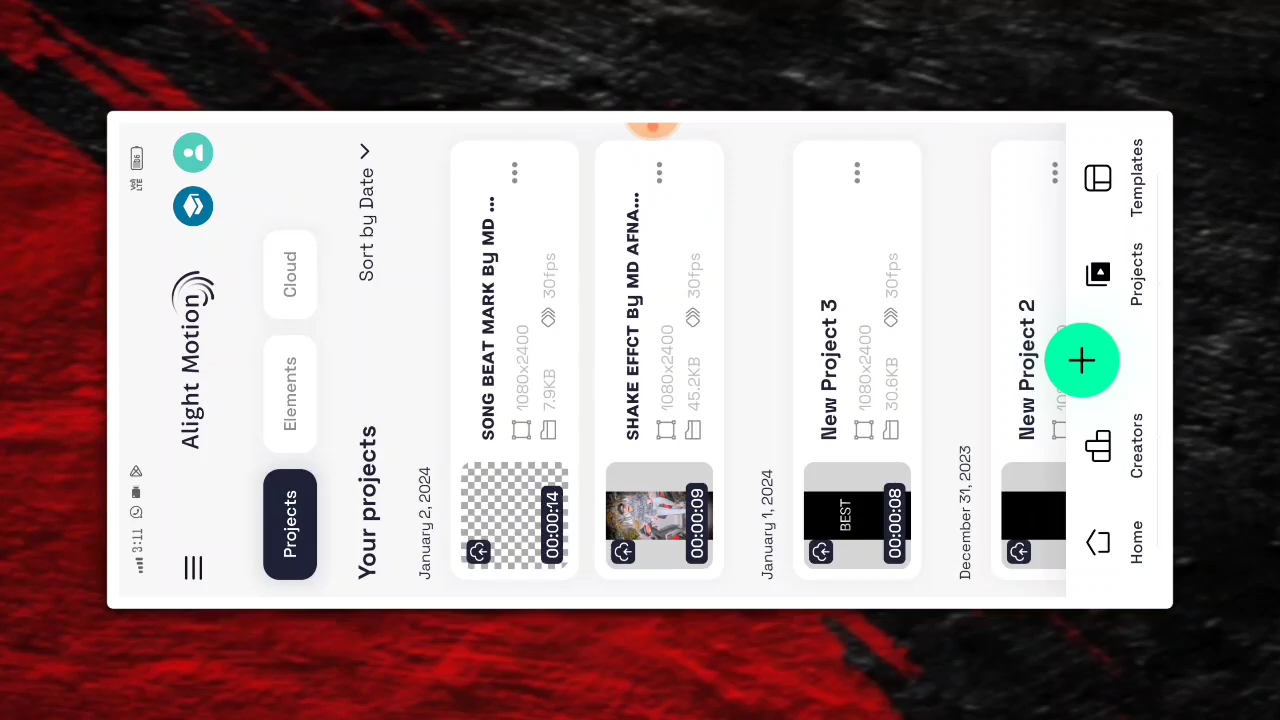 3:11
Vo) LTE
Alight Motion
Projects
Elements
Cloud
Your projects
Sort by Date
January 2, 2024
SONG BEAT MARK By MD ...
1080x2400
7.9KB
30fps
00:00:14
SHAKE EFFCT By MD AFNA...
1080x2400
45.2KB
30fps
00:00:09
January 1, 2024
New Project 3
1080x2400
30.6KB
30fps
BEST
00:00:08
December 31, 2023
New Project 2
Home
Creators
Projects
Templates